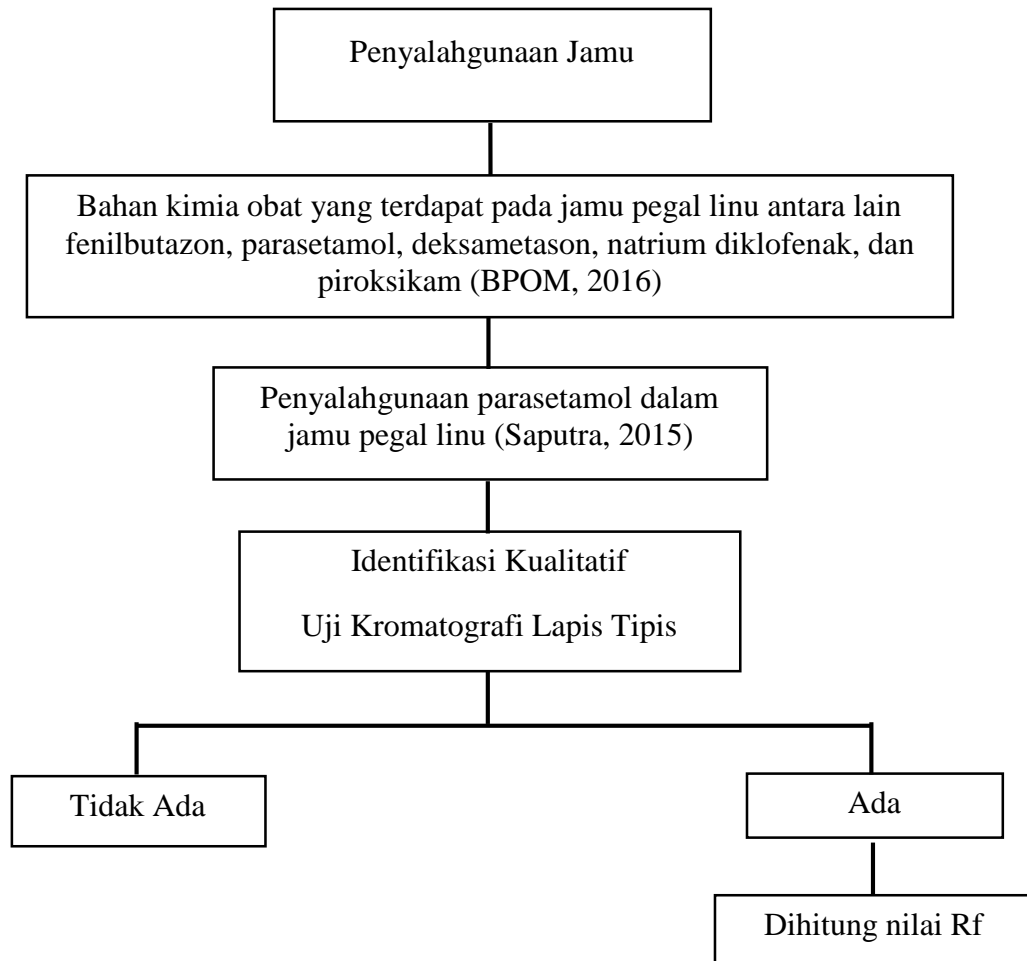 Penyalahgunaan Jamu
Bahan kimia obat yang terdapat pada jamu pegal linu antara lain
fenilbutazon, parasetamol, deksametason, natrium diklofenak, dan
piroksikam (BPOM, 2016)
Penyalahgunaan parasetamol dalam
jamu pegal linu (Saputra, 2015)
Identifikasi Kualitatif
Uji Kromatografi Lapis Tipis
Tidak Ada
Ada
Dihitung nilai Rf